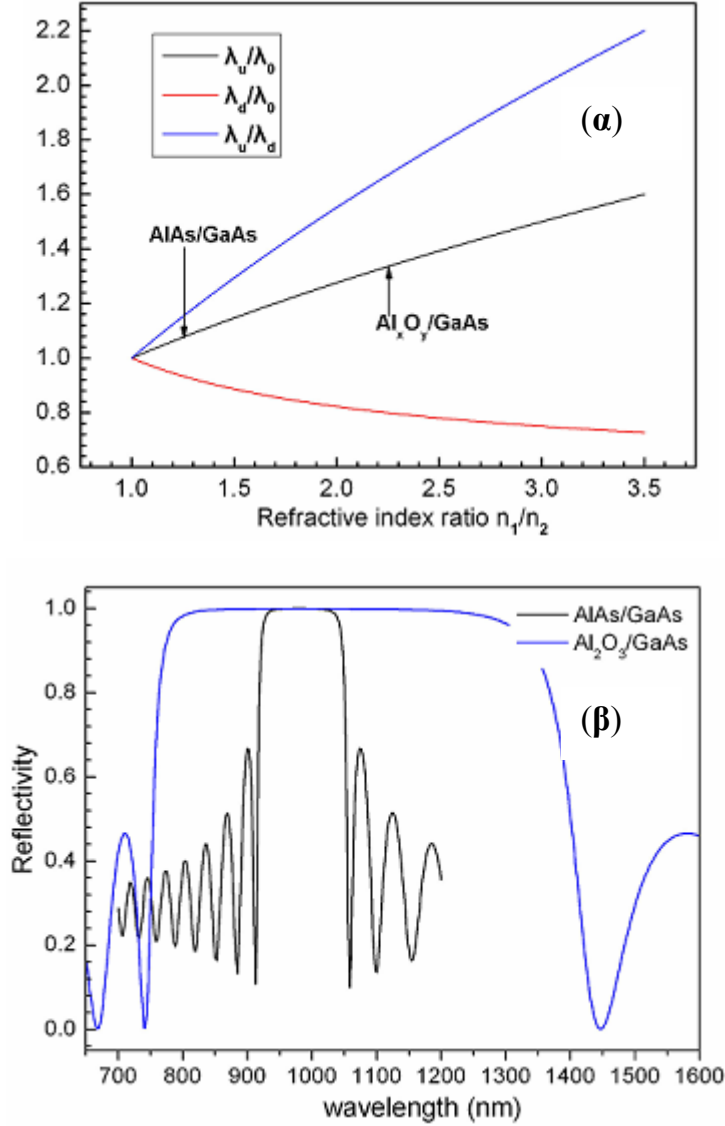 2.2
2.0
1.8
1.6
1.4
1.2
1.0
0.8
0.6
λu/λ0
λd/λ0
λu/λd
(α)
AlAs/GaAs
AlxOy/GaAs
1.0 1.5 2.0 2.5 3.0 3.5
Refractive index ratio n1/n2
1.0
0.8
0.6
0.4
0.2
0.0
Reflectivity
AlAs/GaAs
Al2O3/GaAs
(β)
700 800 900 1000 1100 1200 1300 1400 1500 1600
wavelength (nm)